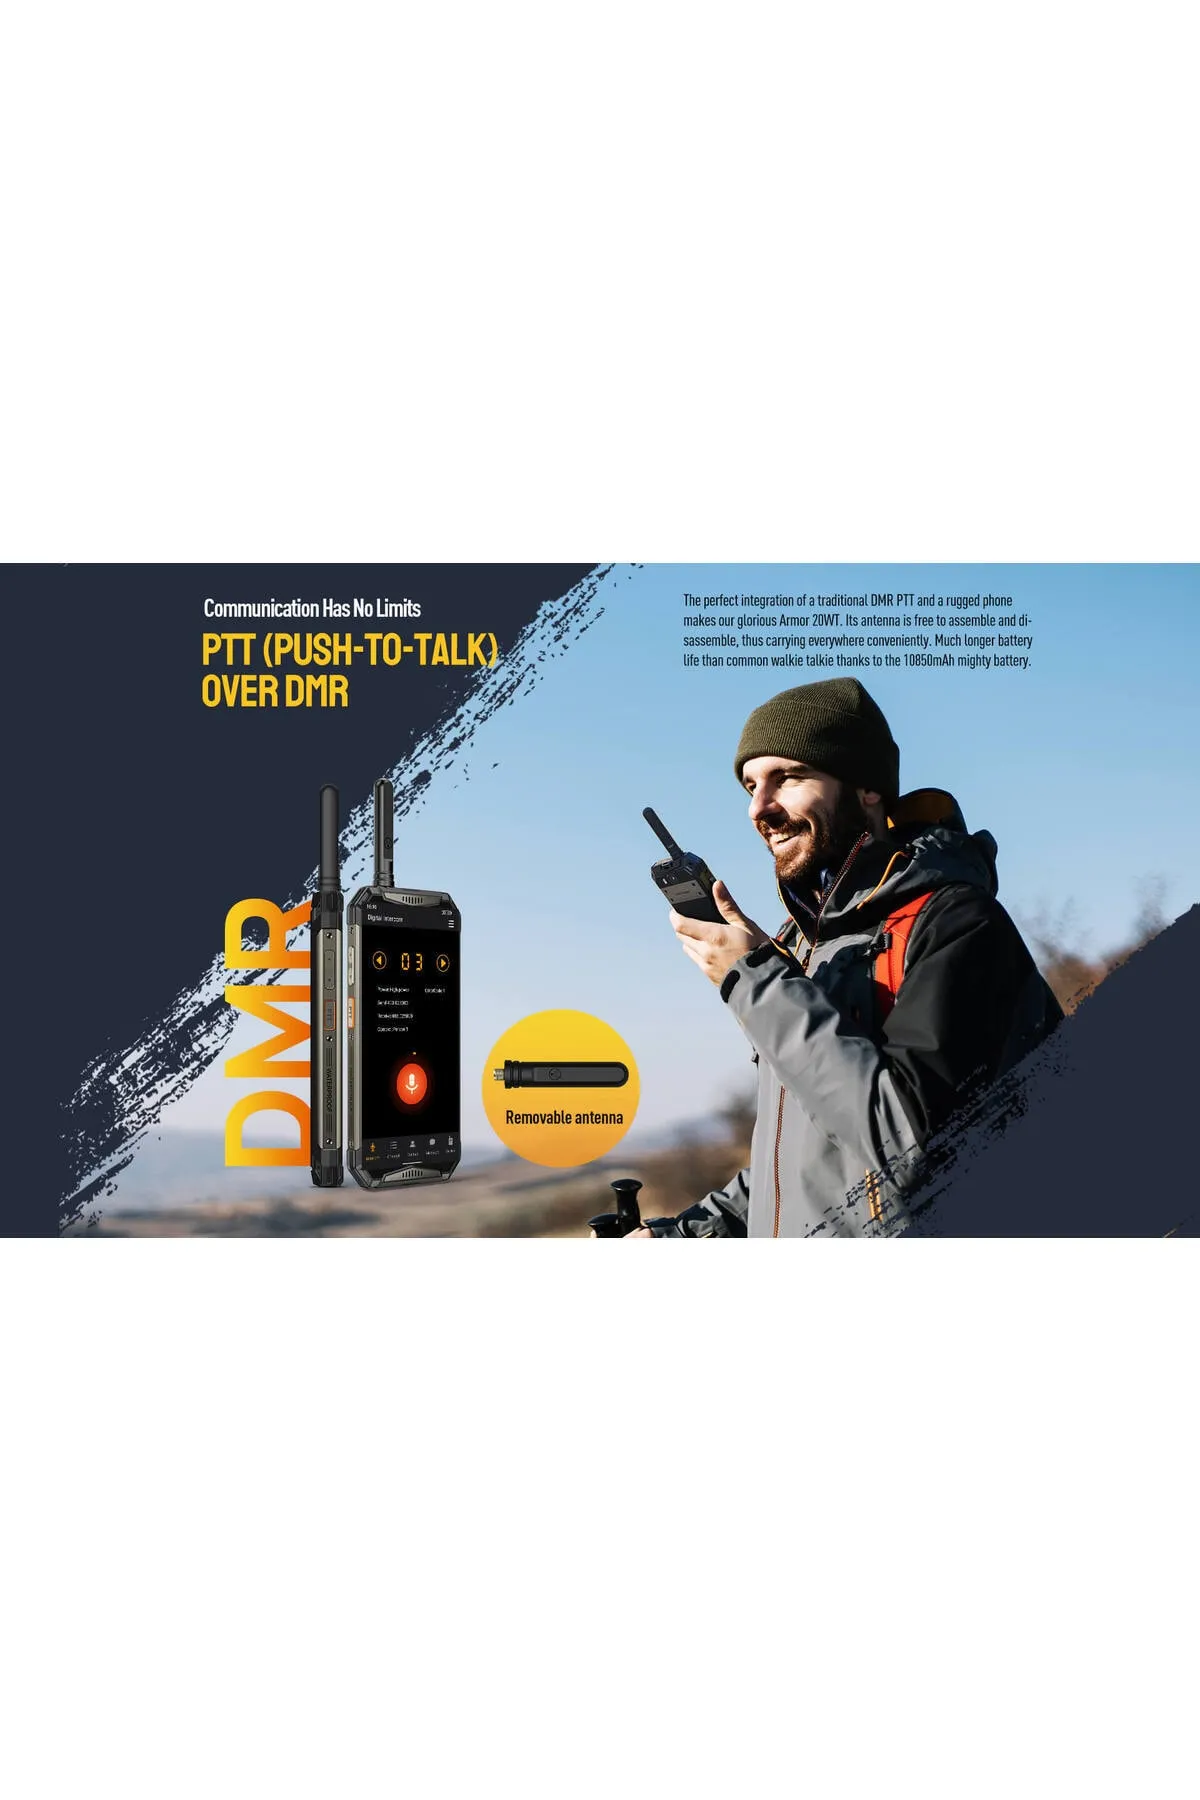 Communication Has No Limits
PTT (PUSH-TO-TALK)
OVER DMR
The perfect integration of a traditional DMR PTT and a rugged phone
makes our glorious Armor 20WT. Its antenna is free to assemble and di-
sassemble, thus carrying everywhere conveniently. Much longer battery
life than common walkie talkie thanks to the 10850mAh mighty battery.
DMR
Digital Intercom
03
PTT
WATERPROOF
Removable antenna